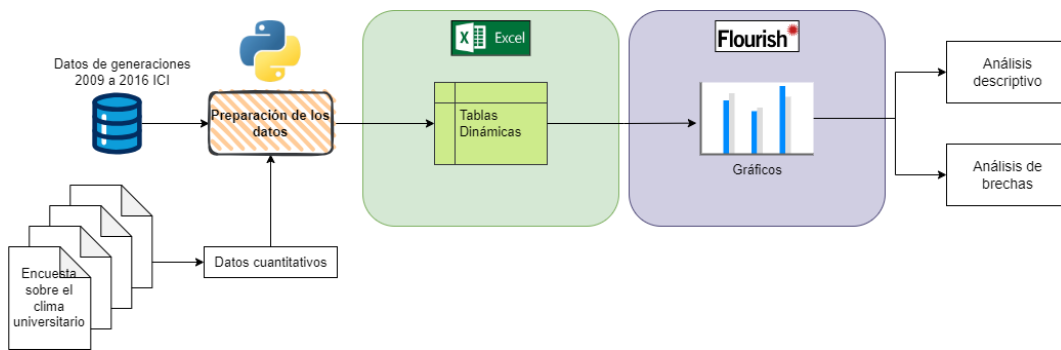 Datos de generaciones
2009 a 2016 ICI
Preparación de los
datos
Encuesta
sobre el
clima
universitario
Datos cuantitativos
Excel
Tablas
Dinámicas
Flourish
Gráficos
Análisis
descriptivo
Análisis de
brechas